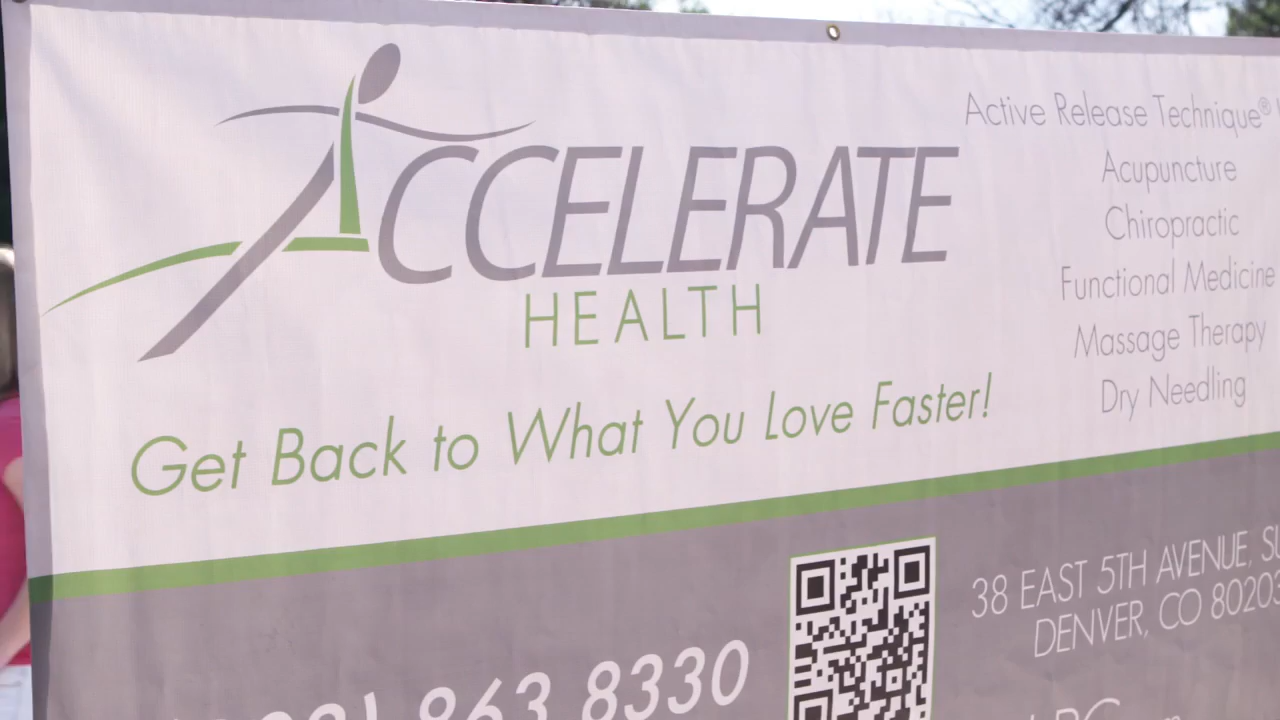 ACCELERATE
HEALTH
Get Back to What You Love Faster!
Active Release Technique®
Acupuncture
Chiropractic
Functional Medicine
Massage Therapy
Dry Needling
863 8330
38 EAST 5TH AVENUE,
DENVER, CO 80203